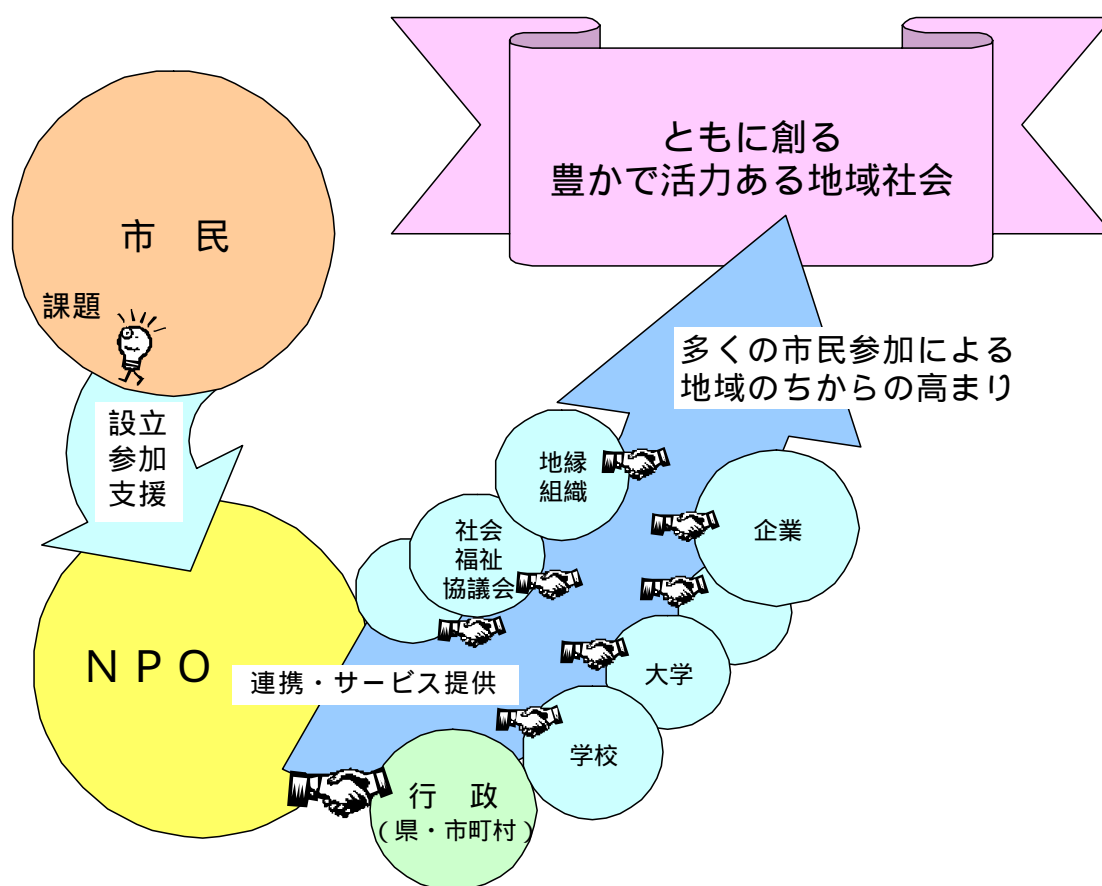 ともに創る
豊かで活力ある地域社会
市　民
課題
設立
参加
支援
多くの市民参加による
地域のちからの高まり
地縁
組織
社会
福祉
協議会
企業
ＮＰＯ
連携・サービス提供
大学
学校
行　政
（県・市町村）